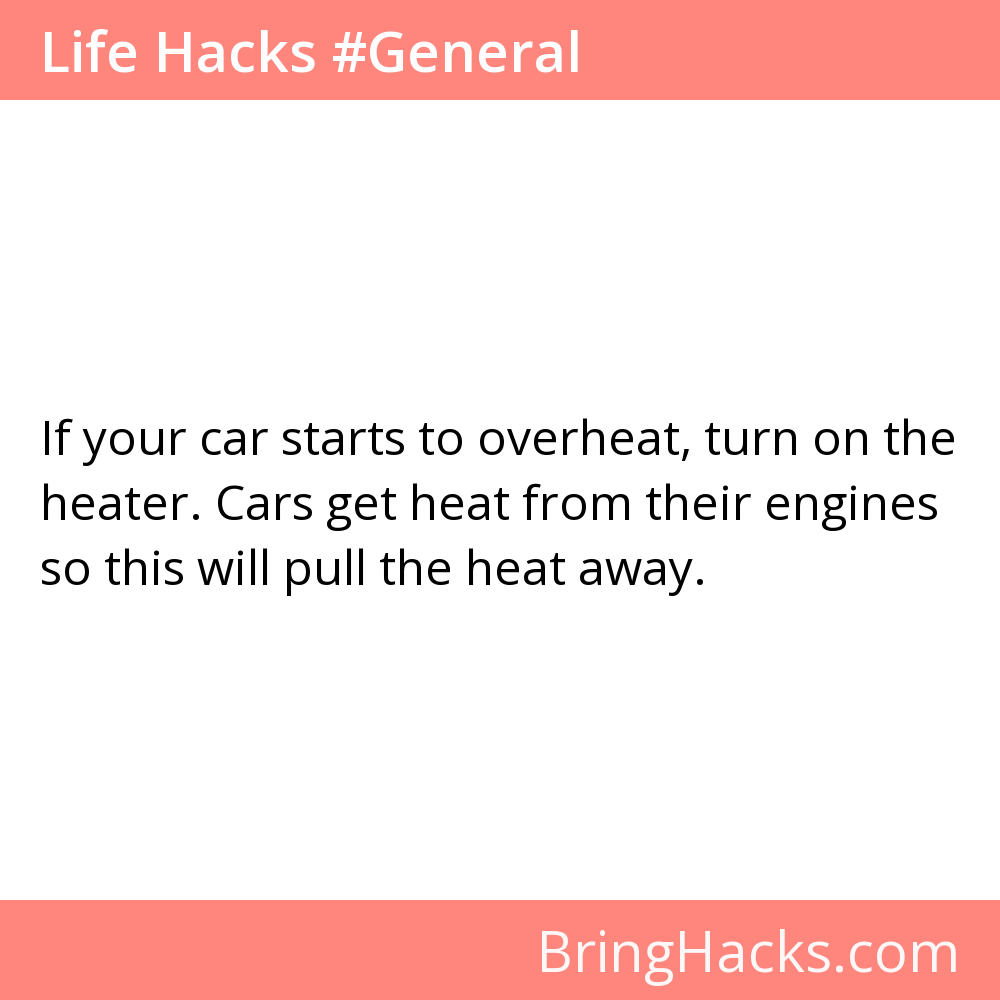 Life Hacks #General
If your car starts to overheat, turn on the
heater. Cars get heat from their engines
so this will pull the heat away.
BringHacks.com